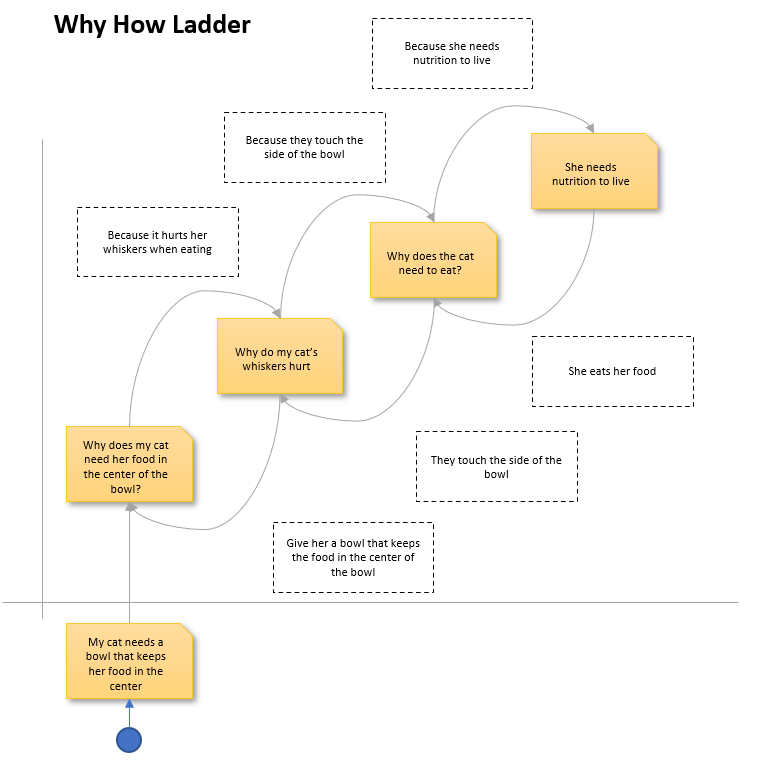 Why How Ladder
Because she needs
nutrition to live
Because they touch the
side of the bowl
She needs
nutrition to live
Because it hurts her
whiskers when eating
Why does the cat
need to eat?
Why do my cat's
whiskers hurt
She eats her food
Why does my cat
need her food in
the center of the
bowl?
They touch the side of the
bowl
Give her a bowl that keeps
the food in the center of
the bowl
My cat needs a
bowl that keeps
her food in the
center